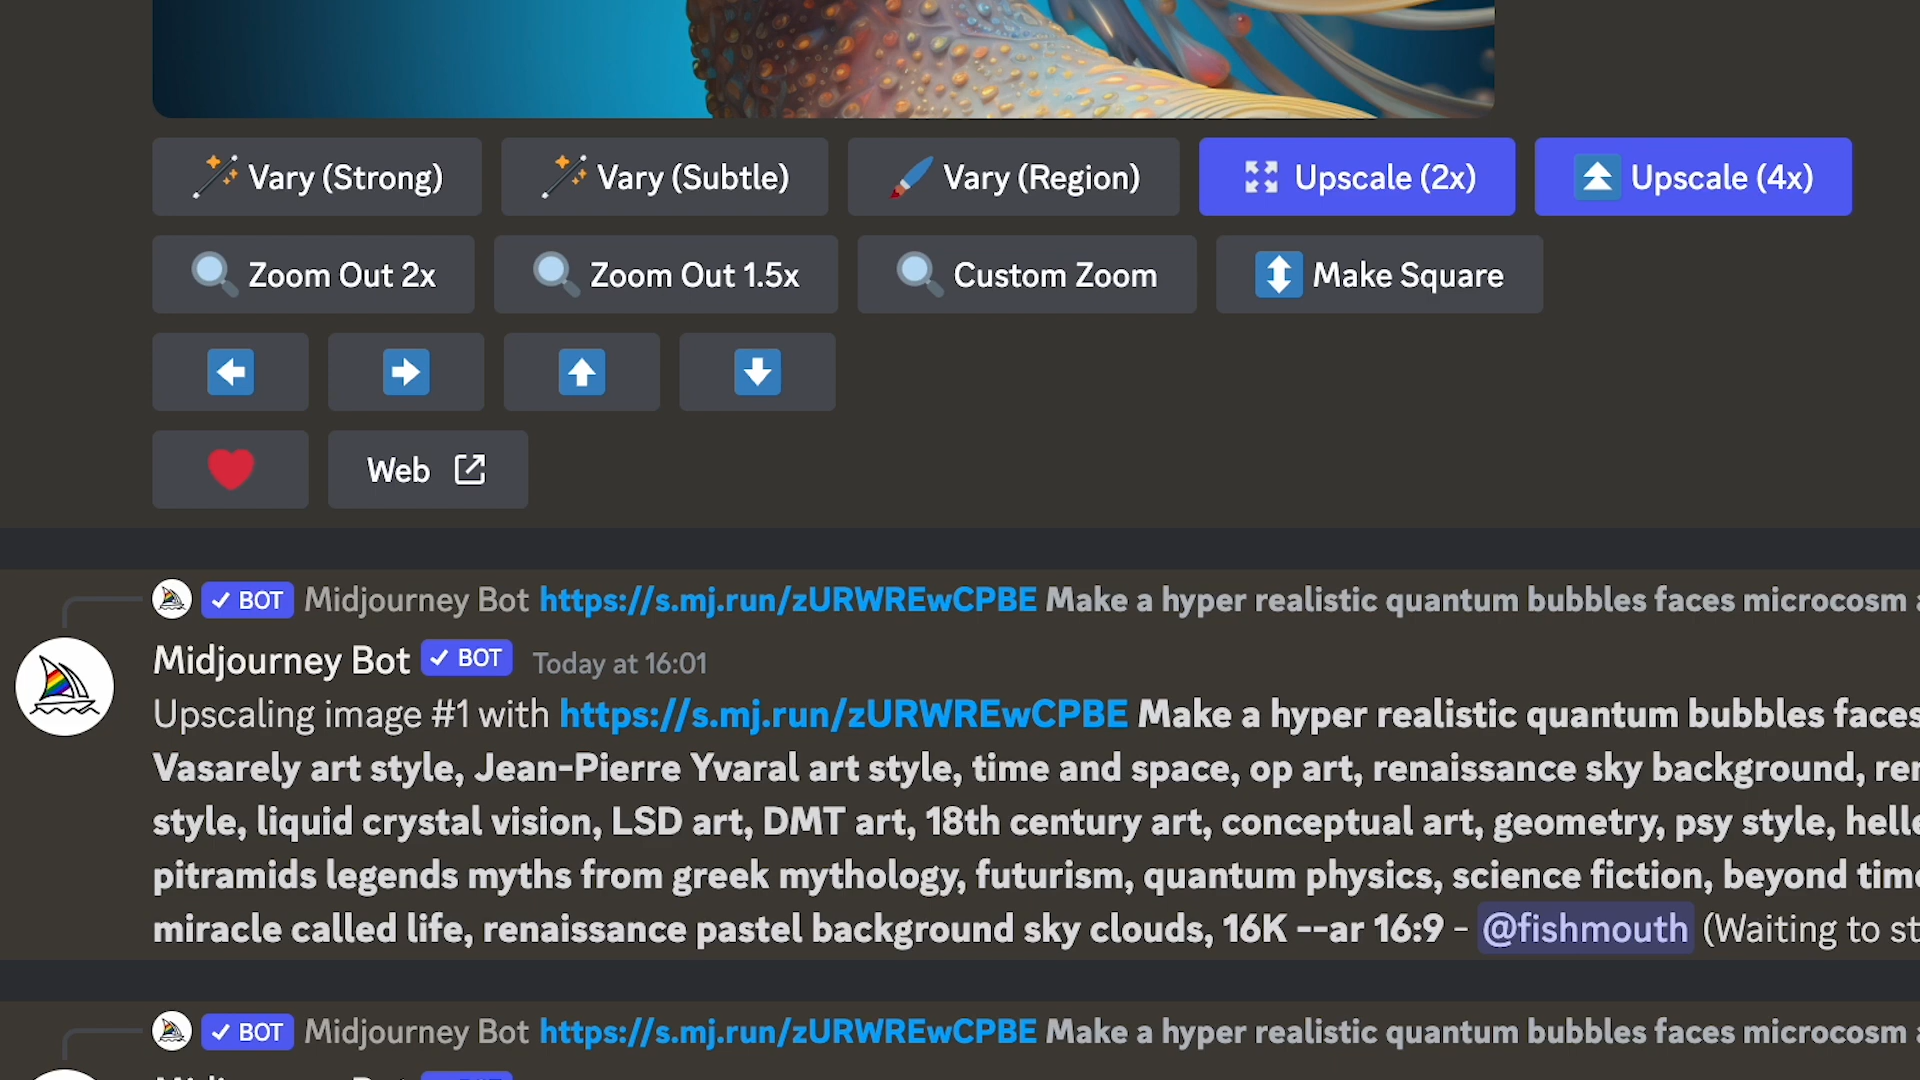 Vary (Strong) Vary (Subtle) Vary (Region) Upscale (2x) Upscale (4x)
Zoom Out 2x Zoom Out 1.5x Custom Zoom Make Square
Web
BOT Midjourney Bot https://s.mj.run/zURWREwCPBE Make a hyper realistic quantum bubbles faces microcosm
Midjourney Bot BOT Today at 16:01
Upscaling image #1 with https://s.mj.run/zURWREwCPBE Make a hyper realistic quantum bubbles faces
Vasarely art style, Jean-Pierre Yvaral art style, time and space, op art, renaissance sky background,
style, liquid crystal vision, LSD art, DMT art, 18th century art, conceptual art, geometry, psy style,
pitramids legends myths from greek mythology, futurism, quantum physics, science fiction, beyond
miracle called life, renaissance pastel background sky clouds, 16K --ar 16:9 - @fishmouth (Waiting to
BOT Midjourney Bot https://s.mj.run/zURWREwCPBE Make a hyper realistic quantum bubbles faces microcosm